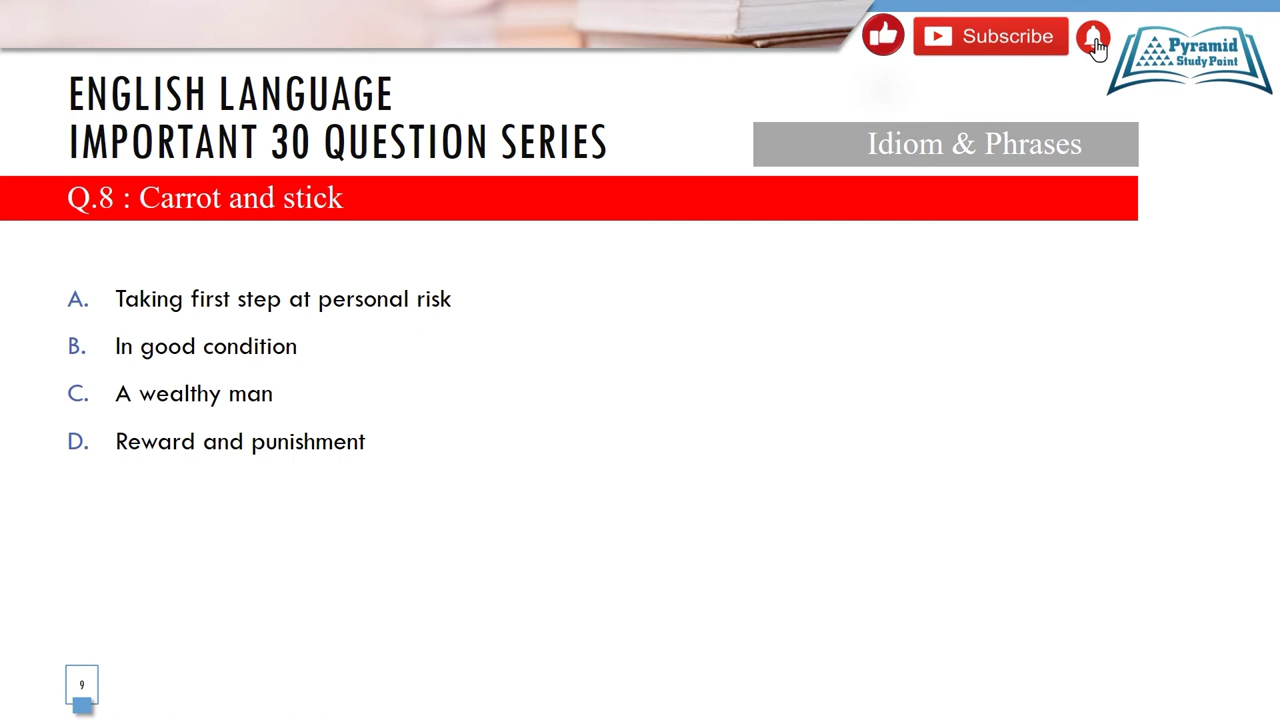 Subscribe
Pyramid
Study Point
ENGLISH LANGUAGE
IMPORTANT 30 QUESTION SERIES
Idiom & Phrases
Q.8 : Carrot and stick
A. Taking first step at personal risk
B. In good condition
C. A wealthy man
D. Reward and punishment
9